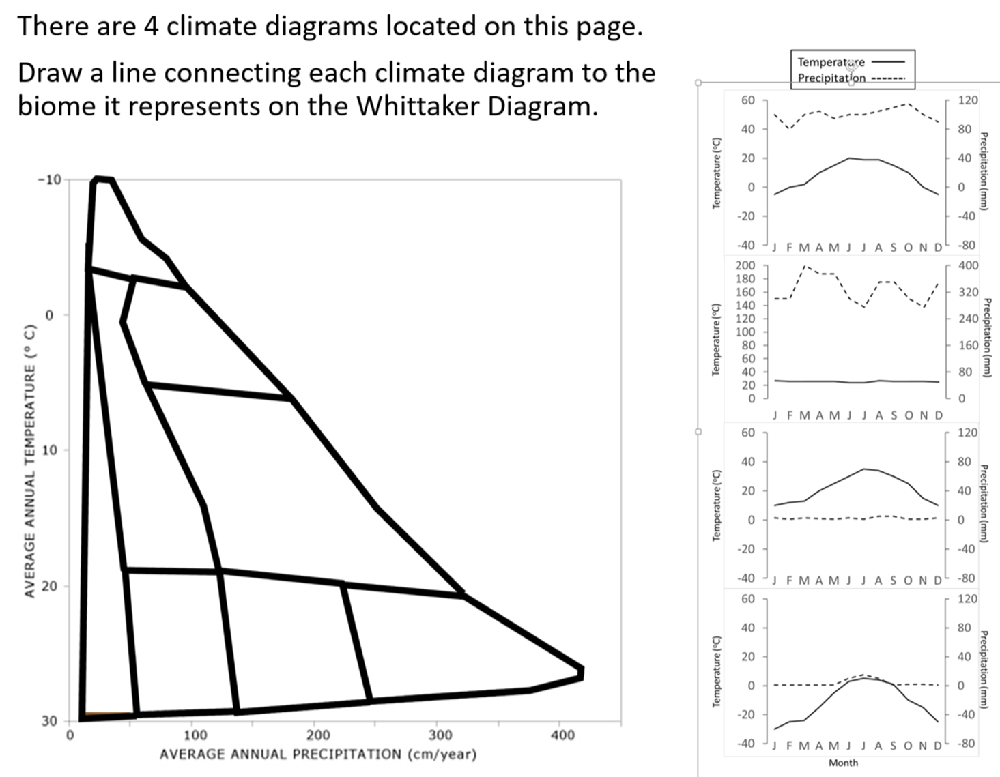 There are 4 climate diagrams located on this page.
Draw a line connecting each climate diagram to the
biome it represents on the Whittaker Diagram.
Temperature
Precipitation
−10
0
10
20
30
AVERAGE ANNUAL TEMPERATURE (° C)
0 100 200 300 400
AVERAGE ANNUAL PRECIPITATION (cm/year)
60 120
40 80
20 40
0 0
-20 -40
-40 -80
Temperature (°C)
Precipitation (mm)
J F M A M J J A S O N D
200 400
180
160 320
140
120 240
100
80 160
60
40 80
20
0 0
Temperature (°C)
Precipitation (mm)
J F M A M J J A S O N D
60 120
40 80
20 40
0 0
-20 -40
-40 -80
Temperature (°C)
Precipitation (mm)
J F M A M J J A S O N D
60 120
40 80
20 40
0 0
-20 -40
-40 -80
Temperature (°C)
Precipitation (mm)
J F M A M J J A S O N D
Month